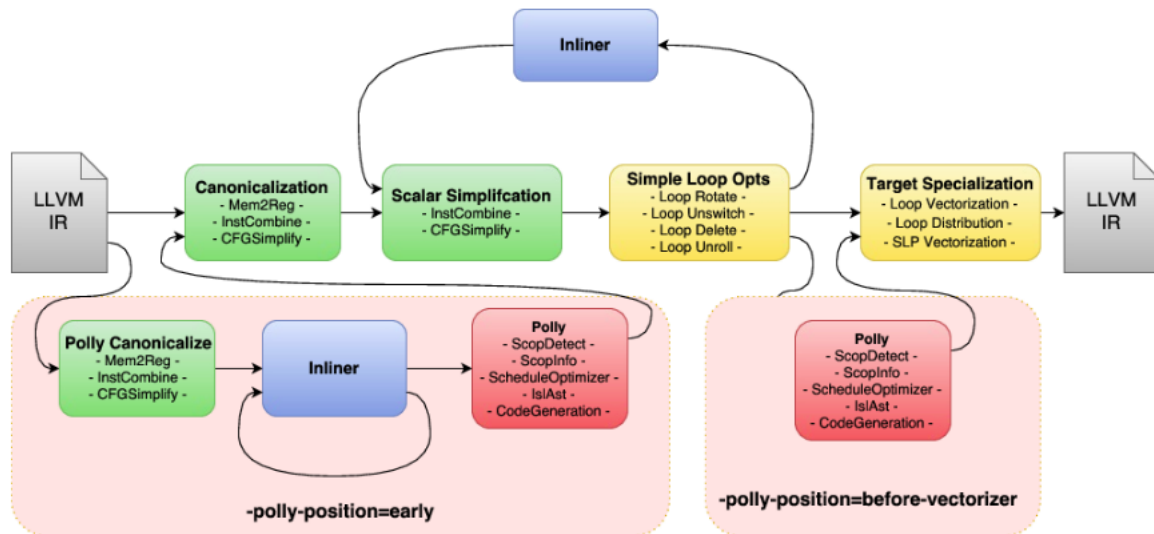 Inliner
LLVM
IR
Canonicalization
- Mem2Reg -
- InstCombine -
- CFGSimplify -
Scalar Simplifcation
- InstCombine -
- CFGSimplify -
Simple Loop Opts
- Loop Rotate -
- Loop Unswitch -
- Loop Delete -
- Loop Unroll -
Target Specialization
- Loop Vectorization -
- Loop Distribution -
- SLP Vectorization -
LLVM
IR
Polly Canonicalize
- Mem2Reg -
- InstCombine -
- CFGSimplify -
Inliner
Polly
- ScopDetect -
- ScopInfo -
- ScheduleOptimizer -
- IslAst -
- CodeGeneration -
-polly-position=early
Polly
- ScopDetect -
- ScopInfo -
- ScheduleOptimizer -
- IslAst -
- CodeGeneration -
-polly-position=before-vectorizer